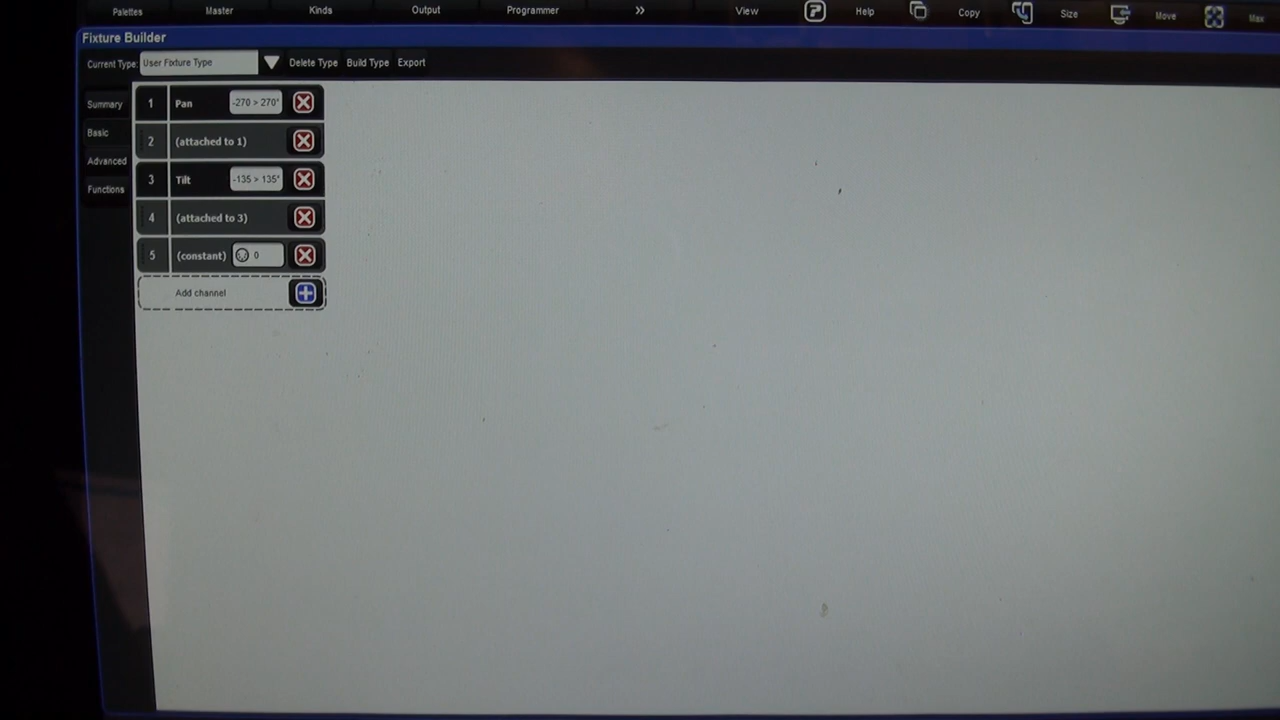 Palettes Master Kinds Output Programmer >> View Help Copy Size Move Max
Fixture Builder
Current Type: User Fixture Type Delete Type Build Type Export
Summary
Basic
Advanced
Functions
1 Pan -270 > 270°
2 (attached to 1)
3 Tilt -135 > 135°
4 (attached to 3)
5 (constant) 0
Add channel